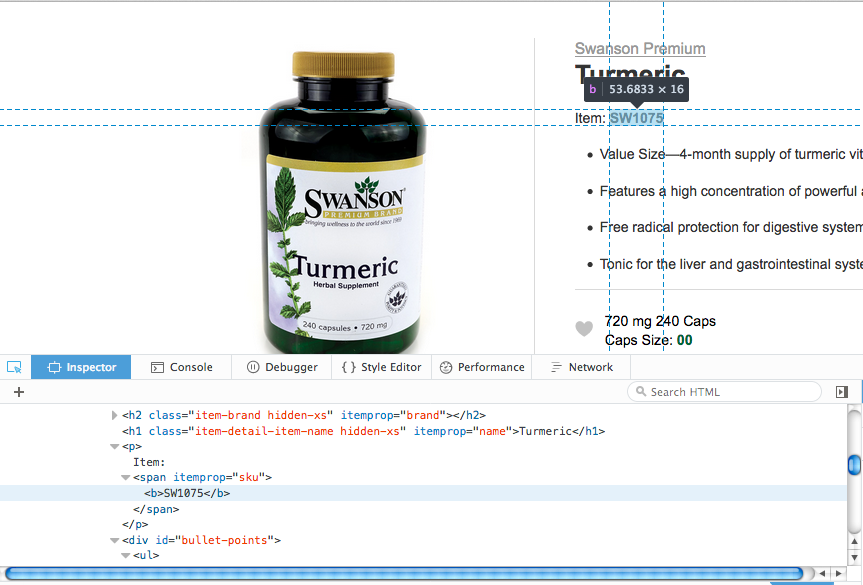 Swanson Premium
Turmeric
b 53.6833 × 16
Item: SW1075
• Value Size—4-month supply of turmeric vit
• Features a high concentration of powerful
• Free radical protection for digestive system
• Tonic for the liver and gastrointestinal syste
720 mg 240 Caps
Caps Size: 00
SWANSON®
PREMIUM BRAND
bringing wellness to the world since 1969
Turmeric
Herbal Supplement
240 capsules • 720 mg
Inspector
Console
Debugger
{ } Style Editor
Performance
Network
+
Search HTML
<h2 class="item-brand hidden-xs" itemprop="brand"></h2>
<h1 class="item-detail-item-name hidden-xs" itemprop="name">Turmeric</h1>
<p>
Item:
<span itemprop="sku">
<b>SW1075</b>
</span>
</p>
<div id="bullet-points">
<ul>